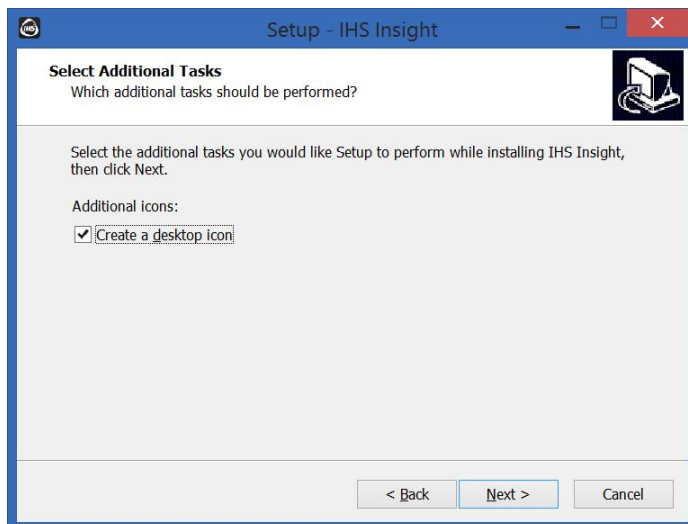 IHS
Setup - IHS Insight
Select Additional Tasks
Which additional tasks should be performed?
Select the additional tasks you would like Setup to perform while installing IHS Insight,
then click Next.
Additional icons:
Create a desktop icon
< Back Next > Cancel